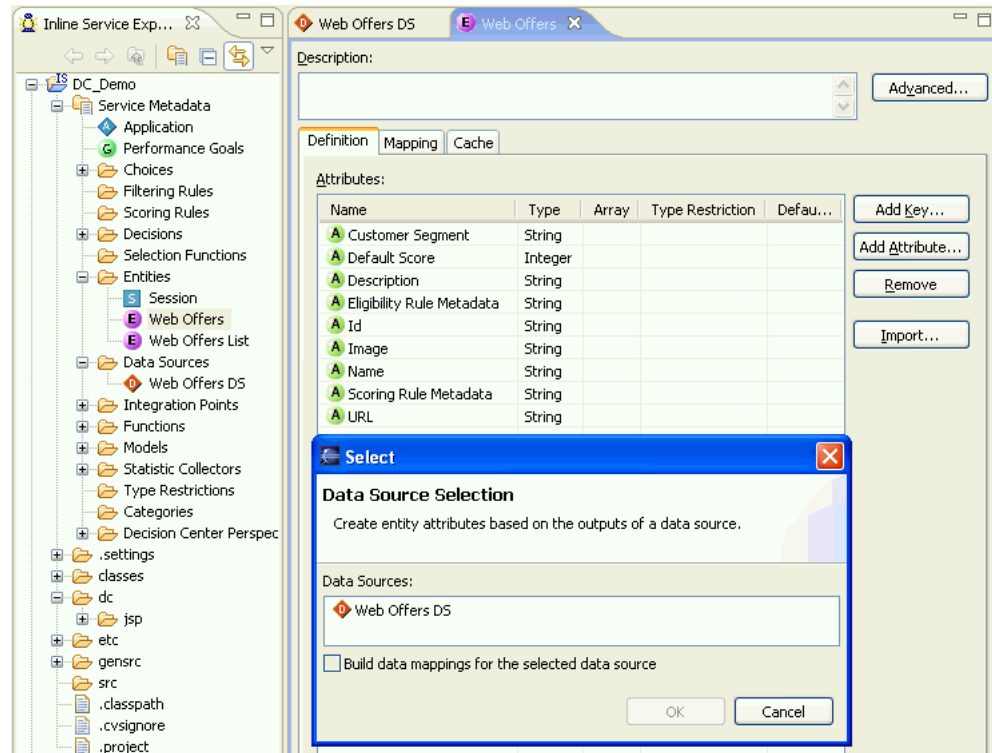 Inline Service Exp...
DC_Demo
Service Metadata
Application
Performance Goals
Choices
Filtering Rules
Scoring Rules
Decisions
Selection Functions
Entities
Session
Web Offers
Web Offers List
Data Sources
Web Offers DS
Integration Points
Functions
Models
Statistic Collectors
Type Restrictions
Categories
Decision Center Perspec
.settings
classes
dc
jsp
etc
gensrc
src
.classpath
.cvsignore
.project
Web Offers DS
Web Offers
Description:
Advanced...
Definition Mapping Cache
Attributes:
Name Type Array Type Restriction Defau...
Customer Segment String
Default Score Integer
Description String
Eligibility Rule Metadata String
Id String
Image String
Name String
Scoring Rule Metadata String
URL String
Add Key...
Add Attribute...
Remove
Import...
Select
Data Source Selection
Create entity attributes based on the outputs of a data source.
Data Sources:
Web Offers DS
Build data mappings for the selected data source
OK Cancel